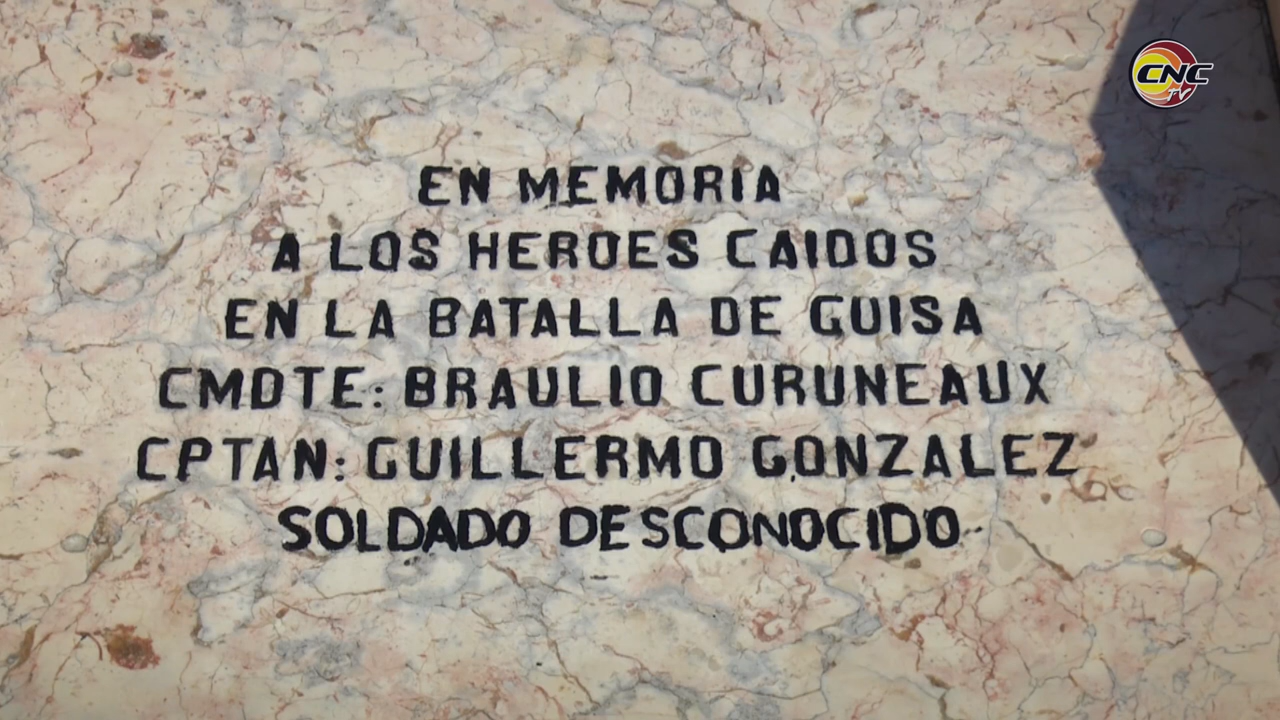 CNC
TV
EN MEMORIA
A LOS HEROES CAIDOS
EN LA BATALLA DE GUISA
CMDTE: BRAULIO CURUNEAUX
CPTAN: GUILLERMO GONZALEZ
SOLDADO DESCONOCIDO